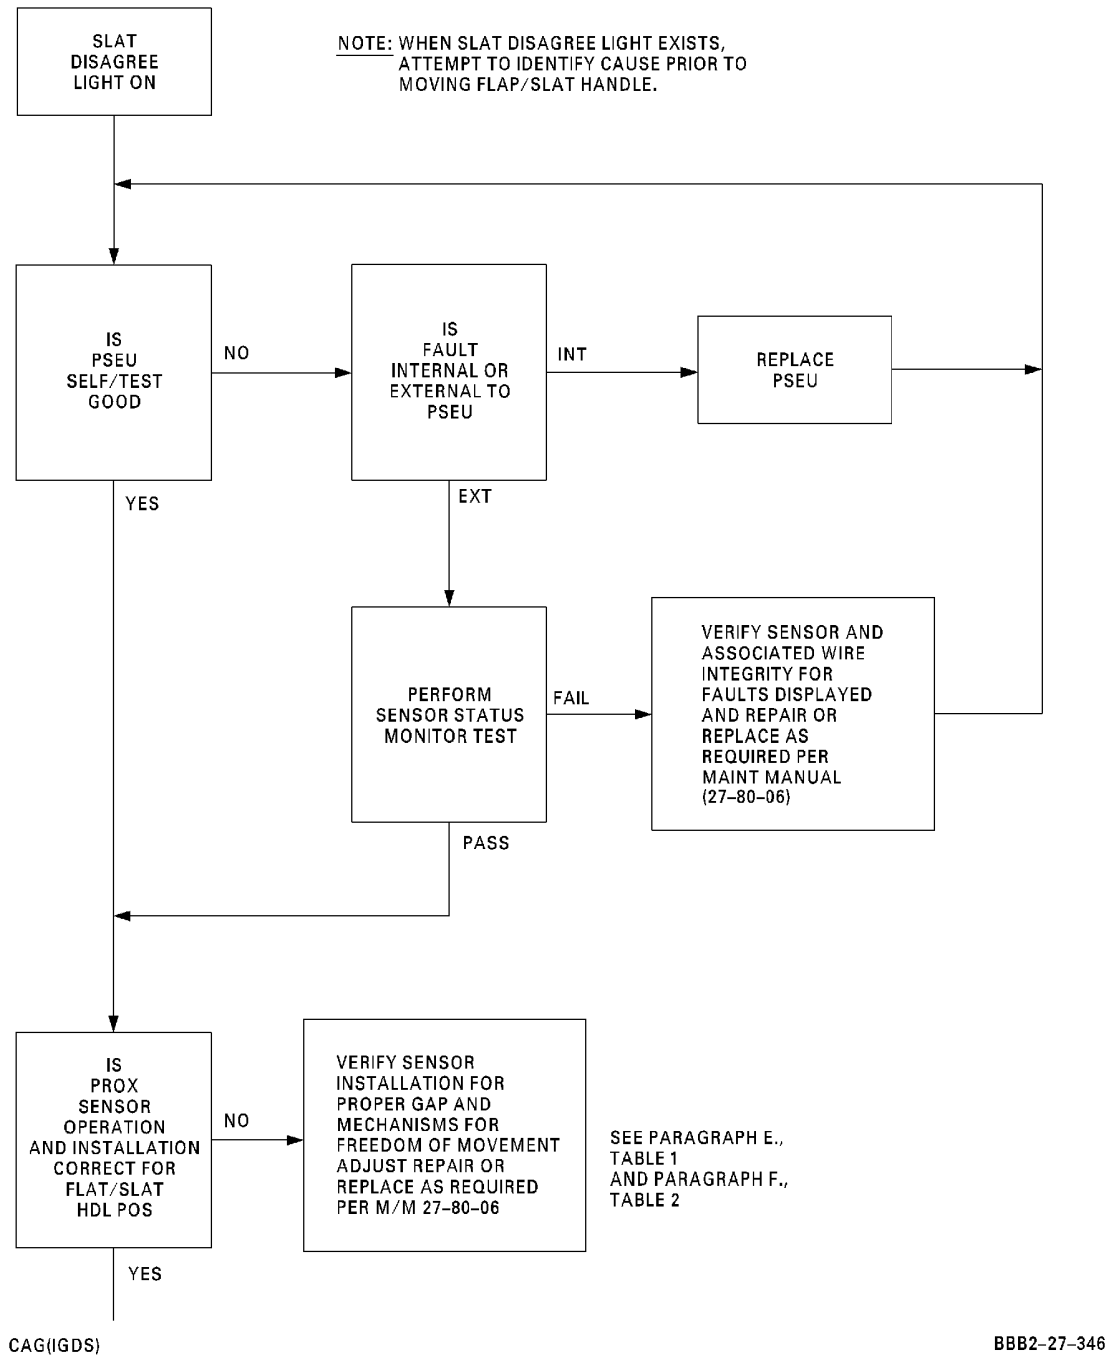 SLAT
DISAGREE
LIGHT ON
NOTE: WHEN SLAT DISAGREE LIGHT EXISTS,
ATTEMPT TO IDENTIFY CAUSE PRIOR TO
MOVING FLAP/SLAT HANDLE.
IS
PSEU
SELF/TEST
GOOD
NO
IS
FAULT
INTERNAL OR
EXTERNAL TO
PSEU
INT
REPLACE
PSEU
YES
EXT
PERFORM
SENSOR STATUS
MONITOR TEST
FAIL
VERIFY SENSOR AND
ASSOCIATED WIRE
INTEGRITY FOR
FAULTS DISPLAYED
AND REPAIR OR
REPLACE AS
REQUIRED PER
MAINT MANUAL
(27-80-06)
PASS
IS
PROX
SENSOR
OPERATION
AND INSTALLATION
CORRECT FOR
FLAT/SLAT
HDL POS
NO
VERIFY SENSOR
INSTALLATION FOR
PROPER GAP AND
MECHANISMS FOR
FREEDOM OF MOVEMENT
ADJUST REPAIR OR
REPLACE AS REQUIRED
PER M/M 27-80-06
SEE PARAGRAPH E.,
TABLE 1
AND PARAGRAPH F.,
TABLE 2
YES
CAG(IGDS)
BBB2-27-346